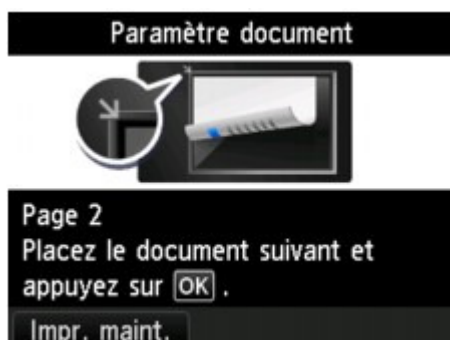 Paramètre document
Page 2
Placez le document suivant et
appuyez sur OK .
Impr. maint.